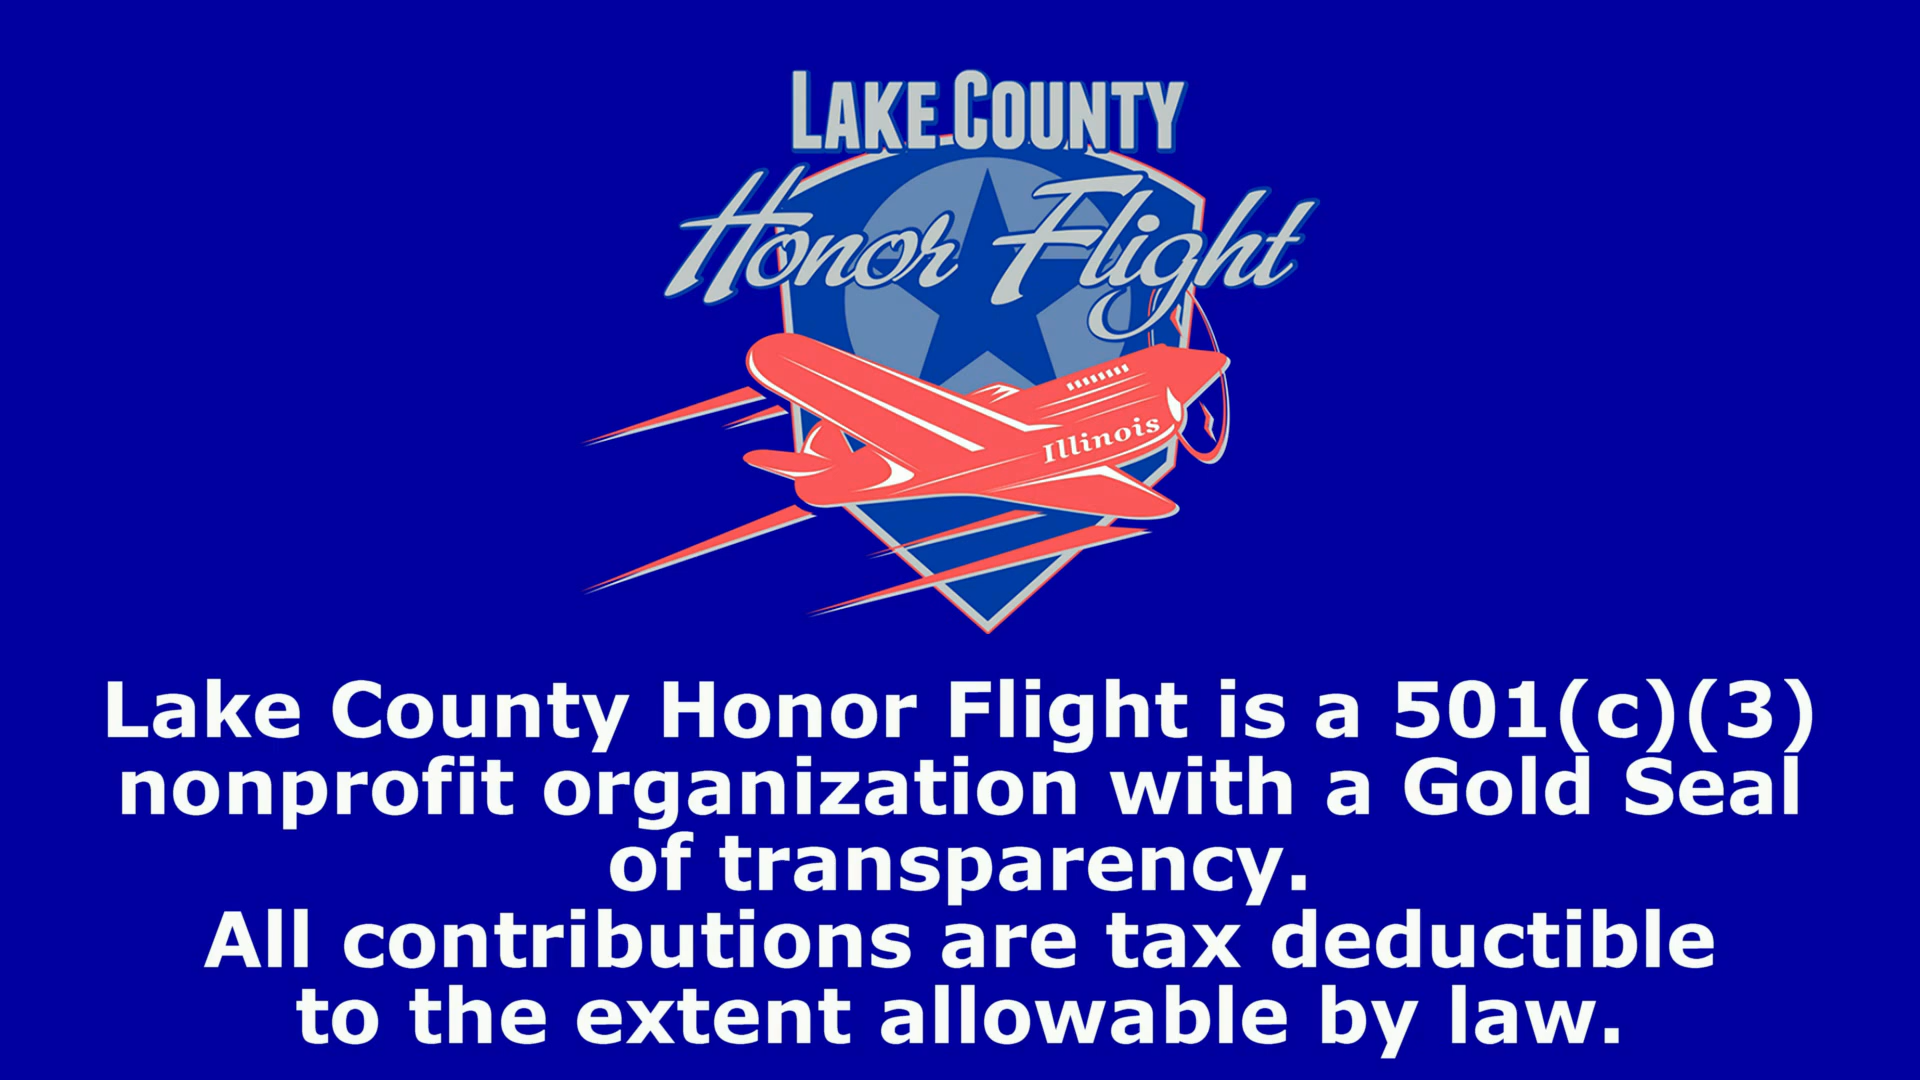 LAKE COUNTY
Honor Flight
Illinois
Lake County Honor Flight is a 501(c)(3)
nonprofit organization with a Gold Seal
of transparency.
All contributions are tax deductible
to the extent allowable by law.